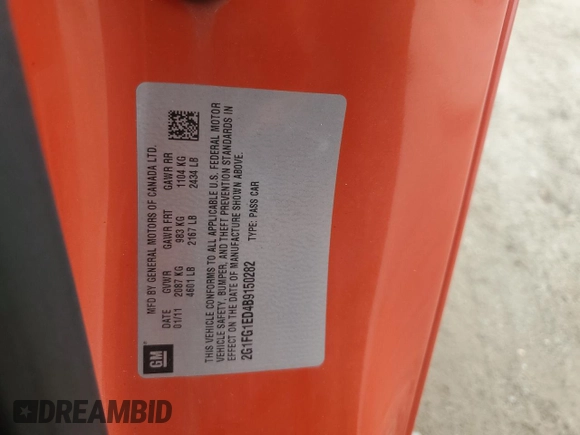 MFD BY GENERAL MOTORS OF CANADA LTD.
DATE GVWR GAWR FRT GAWR RR
01/11 2087 KG 983 KG 1104 KG
4601 LB 2167 LB 2434 LB
THIS VEHICLE CONFORMS TO ALL APPLICABLE U.S. FEDERAL MOTOR
VEHICLE SAFETY, BUMPER, AND THEFT PREVENTION STANDARDS IN
EFFECT ON THE DATE OF MANUFACTURE SHOWN ABOVE.
2G1FG1ED4B9150282 TYPE: PASS CAR
GM
DREAMBID